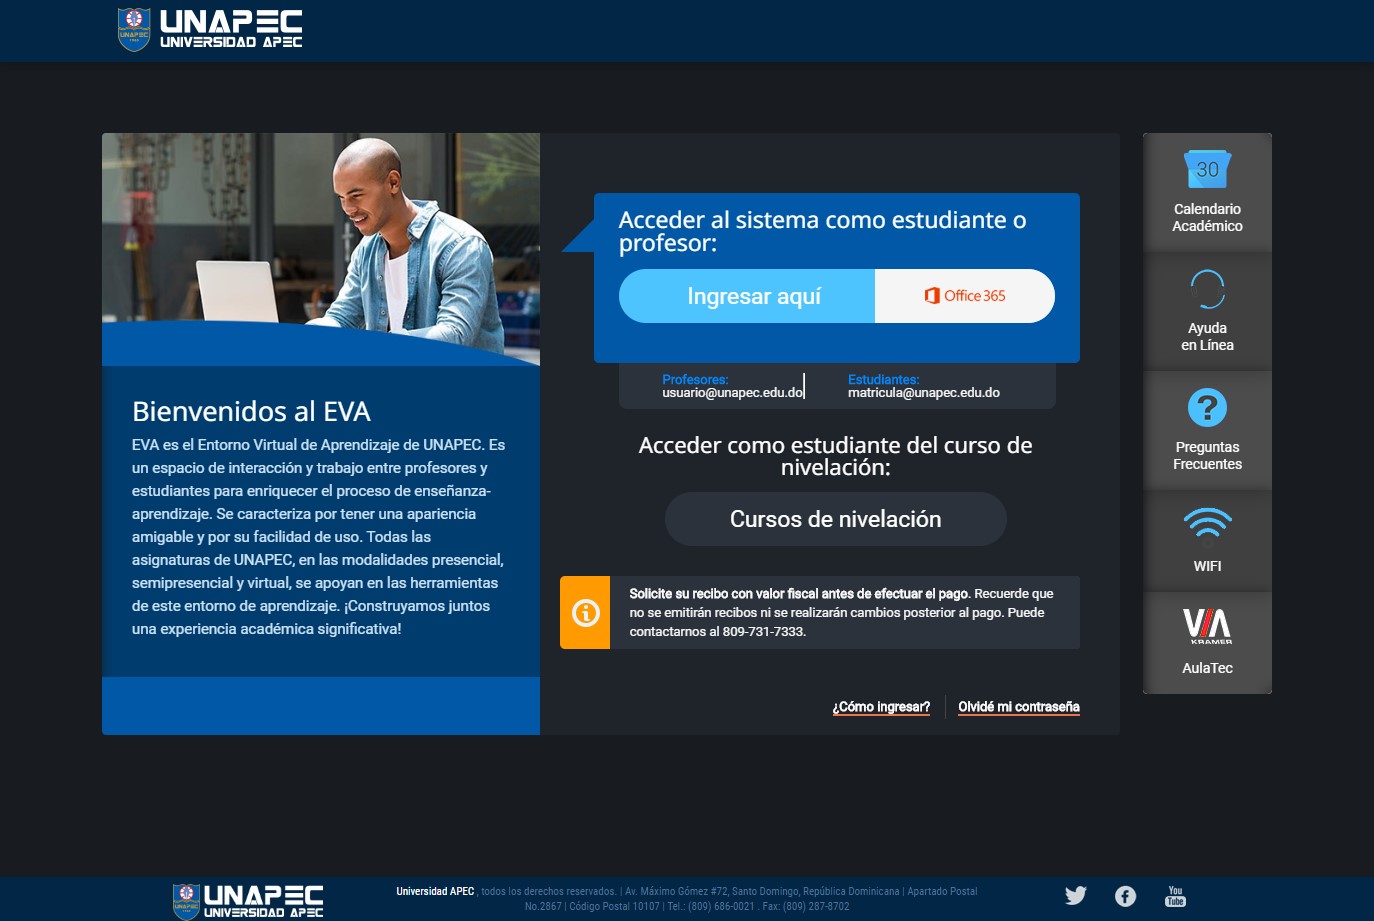 UNAPEC
UNAPEC
UNIVERSIDAD APEC
Bienvenidos al EVA
EVA es el Entorno Virtual de Aprendizaje de UNAPEC. Es
un espacio de interacción y trabajo entre profesores y
estudiantes para enriquecer el proceso de enseñanza-
aprendizaje. Se caracteriza por tener una apariencia
amigable y por su facilidad de uso. Todas las
asignaturas de UNAPEC, en las modalidades presencial,
semipresencial y virtual, se apoyan en las herramientas
de este entorno de aprendizaje. ¡Construyamos juntos
una experiencia académica significativa!
Acceder al sistema como estudiante o
profesor:
Ingresar aquí
Office 365
Profesores:
usuario@unapec.edu.do
Estudiantes:
matricula@unapec.edu.do
Acceder como estudiante del curso de
nivelación:
Cursos de nivelación
Solicite su recibo con valor fiscal antes de efectuar el pago. Recuerde que
no se emitirán recibos ni se realizarán cambios posterior al pago. Puede
contactarnos al 809-731-7333.
¿Cómo ingresar?
Olvidé mi contraseña
30
Calendario
Académico
Ayuda
en Línea
?
Preguntas
Frecuentes
WIFI
VIA
KRAMER
AulaTec
UNAPEC
UNAPEC
UNIVERSIDAD APEC
Universidad APEC , todos los derechos reservados. | Av. Máximo Gómez #72, Santo Domingo, República Dominicana | Apartado Postal
No.2867 | Código Postal 10107 | Tel.: (809) 686-0021 . Fax: (809) 287-8702
You
Tube